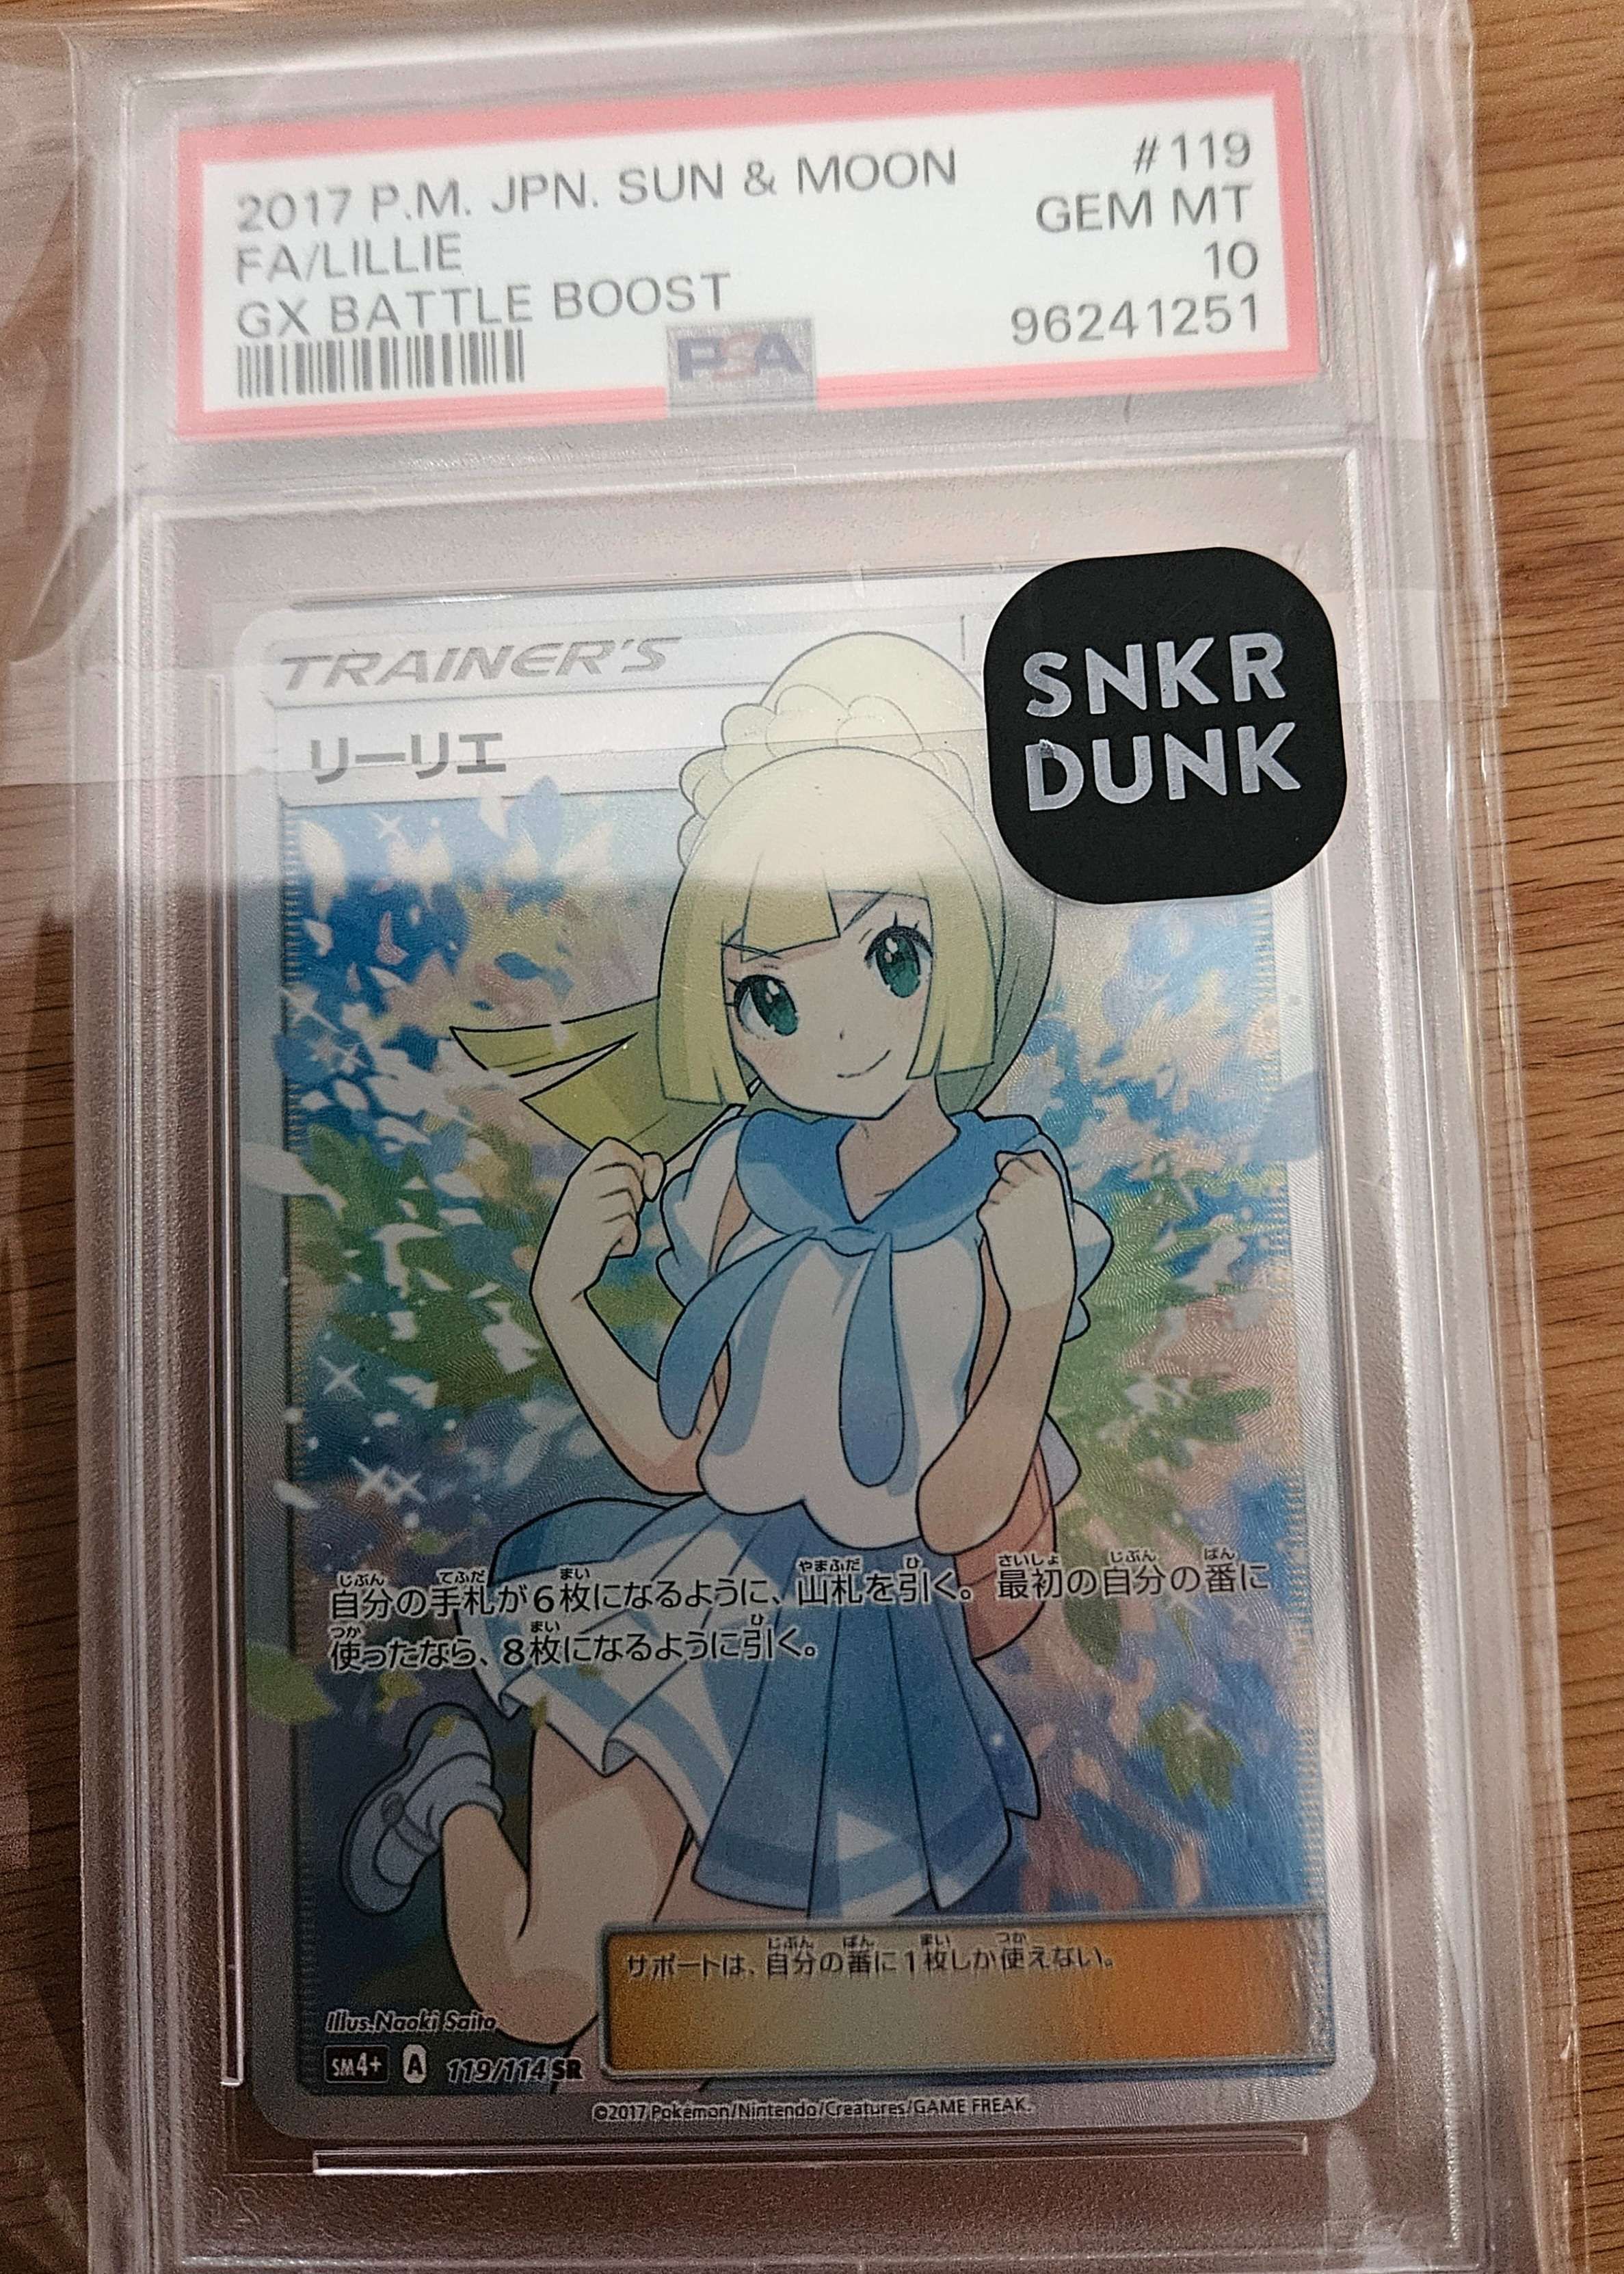 2017 P.M. JPN. SUN & MOON #119
FA/LILLIE GEM MT
GX BATTLE BOOST 10
96241251
PSA
SNKR
DUNK
TRAINER'S
リーリエ
自分の手札が6枚になるように、山札を引く。最初の自分の番に
使ったなら、8枚になるように引く。
サポートは、自分の番に1枚しか使えない。
Illus.Naoki Saito
SM4+ A 119/114 SR
©2017 Pokémon/Nintendo/Creatures/GAME FREAK.